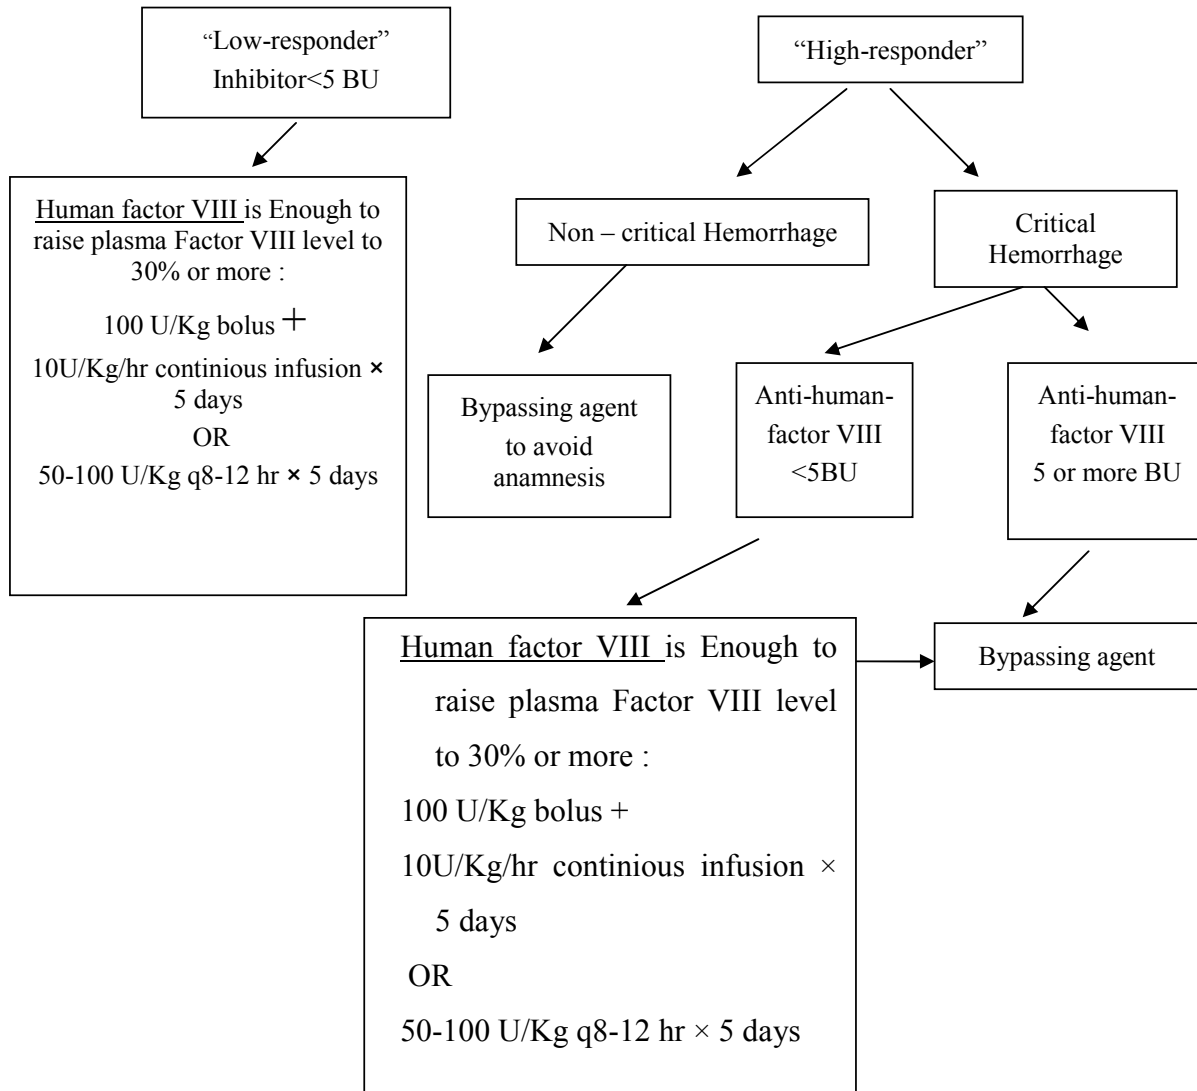 “Low-responder”
Inhibitor<5 BU
Human factor VIII is Enough to
raise plasma Factor VIII level to
30% or more :
100 U/Kg bolus +
10U/Kg/hr continious infusion ×
5 days
OR
50-100 U/Kg q8-12 hr × 5 days
“High-responder”
Non – critical Hemorrhage
Critical
Hemorrhage
Bypassing agent
to avoid
anamnesis
Anti-human-
factor VIII
<5BU
Anti-human-
factor VIII
5 or more BU
Human factor VIII is Enough to
raise plasma Factor VIII level
to 30% or more :
100 U/Kg bolus +
10U/Kg/hr continious infusion ×
5 days
OR
50-100 U/Kg q8-12 hr × 5 days
Bypassing agent